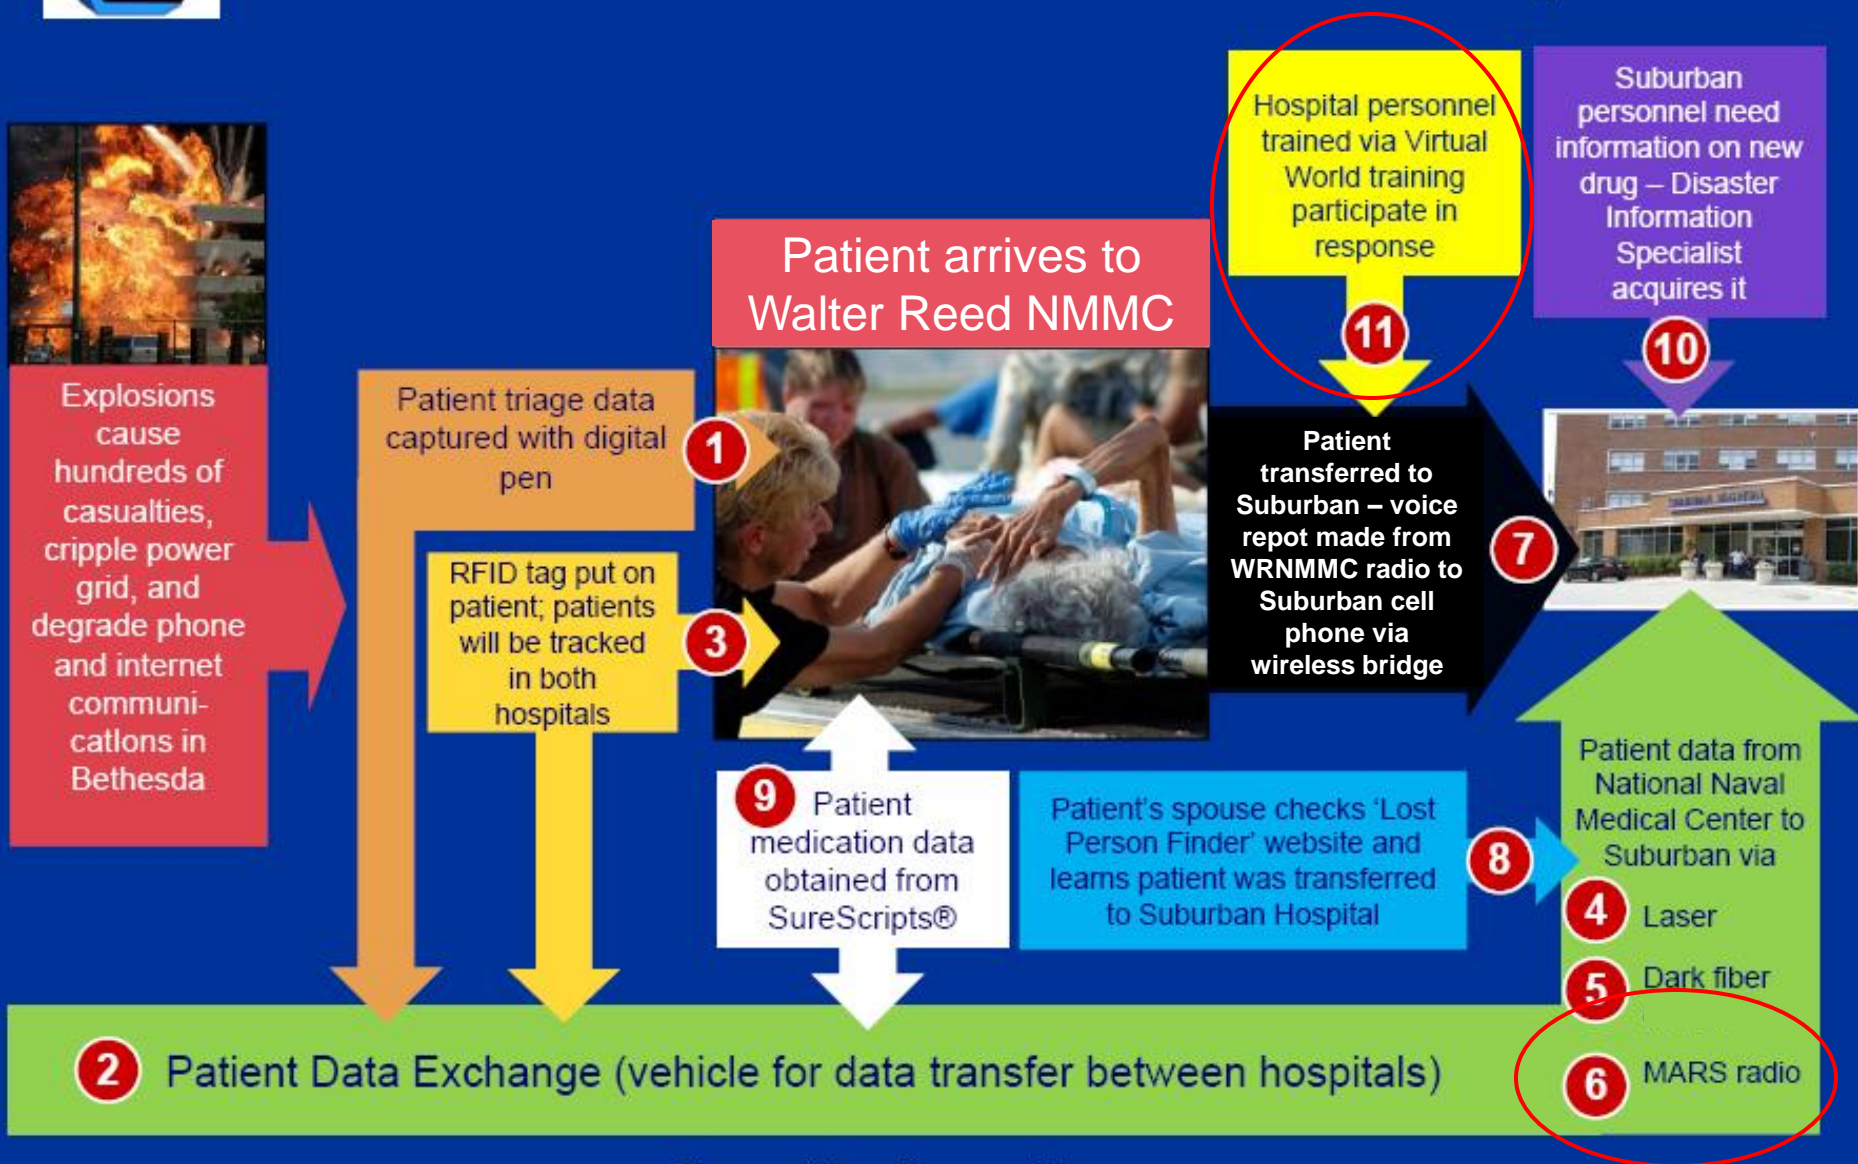 Explosions
cause
hundreds of
casualties,
cripple power
grid, and
degrade phone
and internet
communi-
catlons in
Bethesda
Patient triage data
captured with digital
pen
1
RFID tag put on
patient; patients
will be tracked
in both
hospitals
3
Patient arrives to
Walter Reed NMMC
Hospital personnel
trained via Virtual
World training
participate in
response
11
Suburban
personnel need
information on new
drug – Disaster
Information
Specialist
acquires it
10
Patient
transferred to
Suburban – voice
repot made from
WRNMMC radio to
Suburban cell
phone via
wireless bridge
7
9 Patient
medication data
obtained from
SureScripts®
Patient's spouse checks ‘Lost
Person Finder’ website and
learns patient was transferred
to Suburban Hospital
8
Patient data from
National Naval
Medical Center to
Suburban via
4 Laser
5 Dark fiber
6 MARS radio
2 Patient Data Exchange (vehicle for data transfer between hospitals)